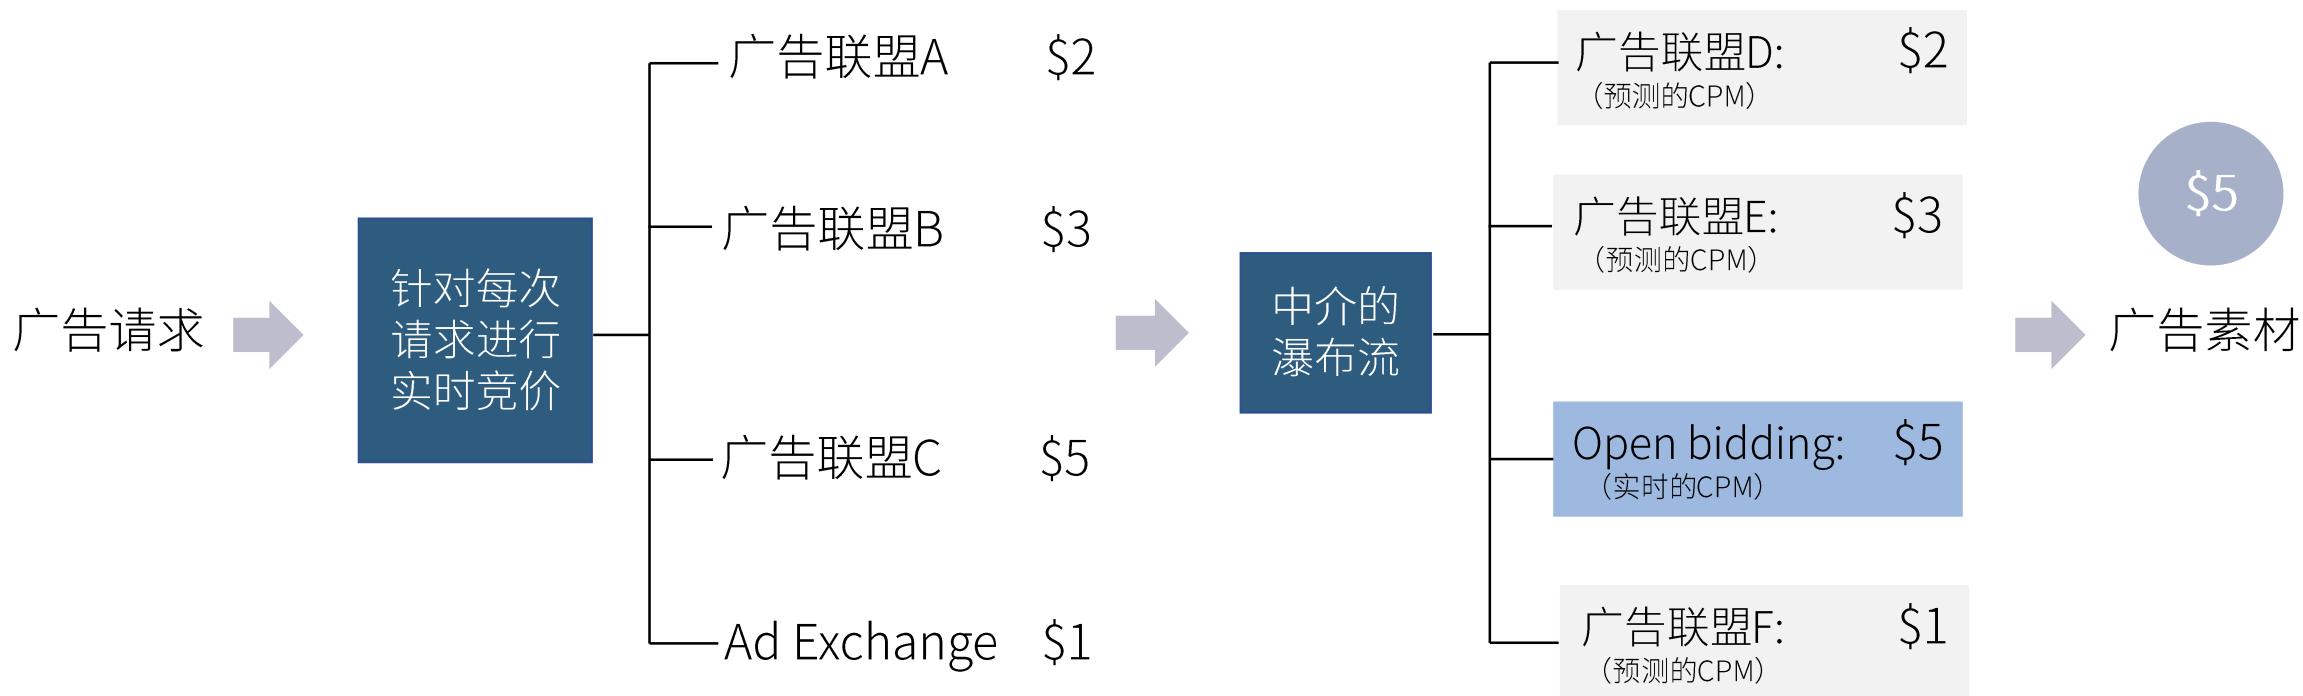 广告请求
针对每次
请求进行
实时竞价
广告联盟A $2
广告联盟B $3
广告联盟C $5
Ad Exchange $1
中介的
瀑布流
广告联盟D: $2
(预测的CPM)
广告联盟E: $3
(预测的CPM)
Open bidding: $5
(实时的CPM)
广告联盟F: $1
(预测的CPM)
$5
广告素材